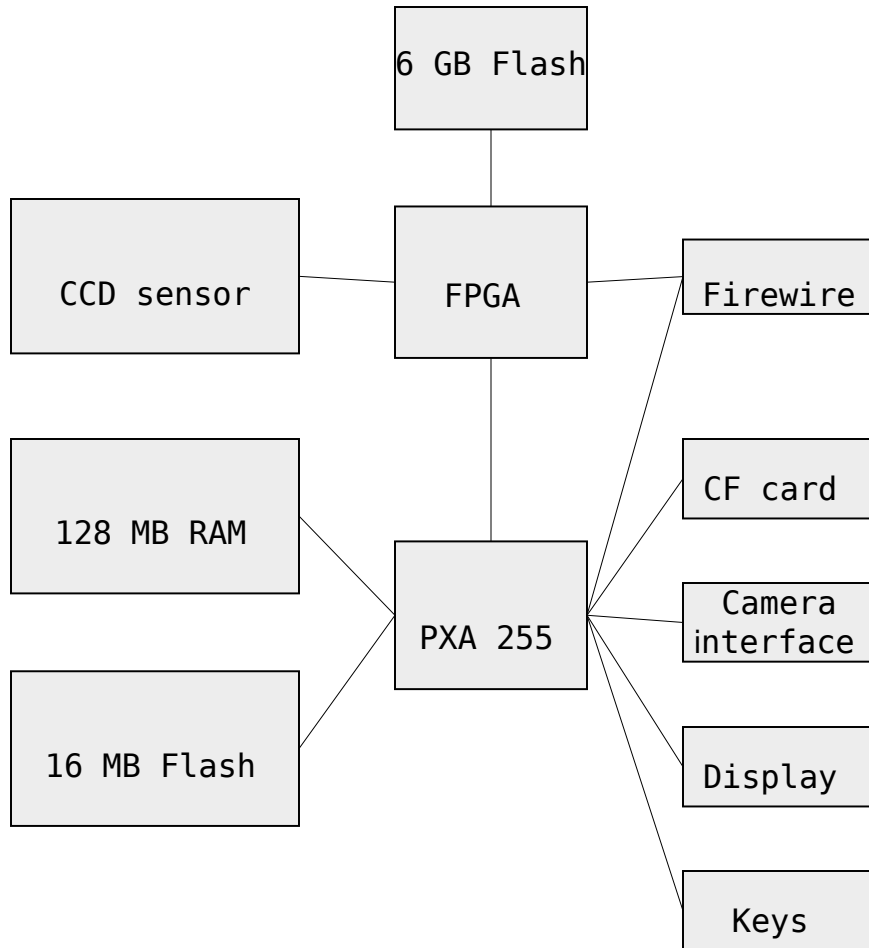 6 GB Flash
CCD sensor
FPGA
Firewire
128 MB RAM
CF card
PXA 255
Camera
interface
16 MB Flash
Display
Keys